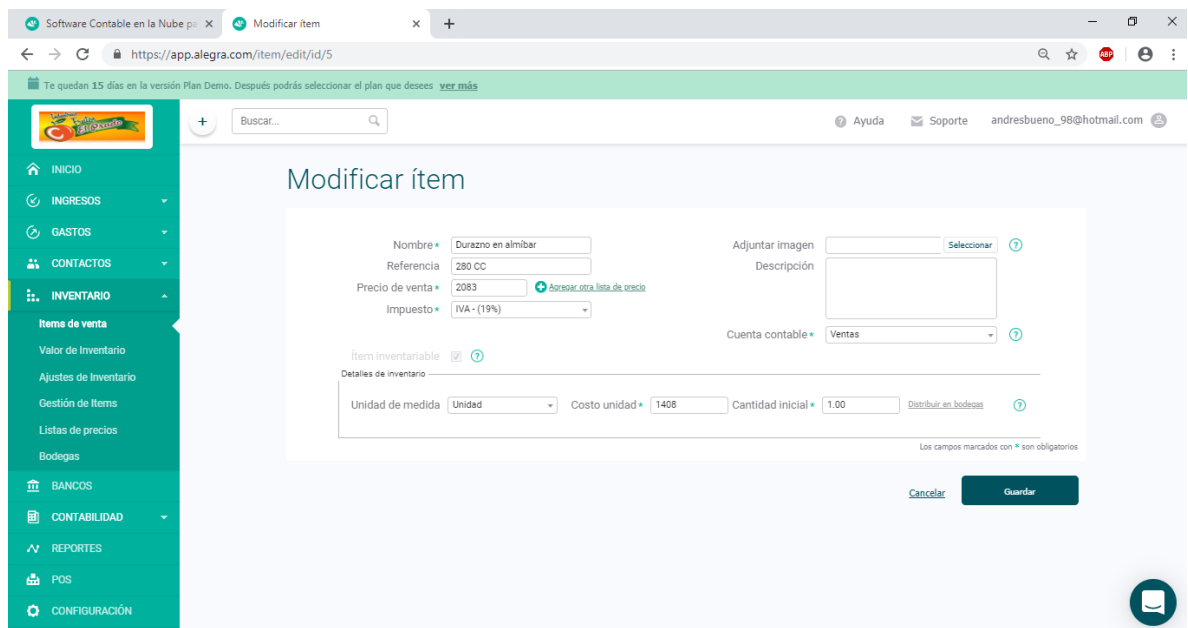 Software Contable en la Nube pa
Modificar ítem
https://app.alegra.com/item/edit/id/5
ABP
Te quedan 15 días en la versión Plan Demo. Después podrás seleccionar el plan que desees ver más
Buscar...
Ayuda
Soporte
andresbueno_98@hotmail.com
INICIO
INGRESOS
GASTOS
CONTACTOS
INVENTARIO
Items de venta
Valor de Inventario
Ajustes de Inventario
Gestión de Items
Listas de precios
Bodegas
BANCOS
CONTABILIDAD
REPORTES
POS
CONFIGURACIÓN
Modificar ítem
Nombre * Durazno en almíbar
Referencia 280 CC
Precio de venta * 2083 Agregar otra lista de precio
Impuesto * IVA - (19%)
Adjuntar imagen Seleccionar ?
Descripción
Cuenta contable * Ventas ?
Ítem inventariable ?
Detalles de inventario
Unidad de medida Unidad Costo unidad * 1408 Cantidad inicial * 1.00 Distribuir en bodegas ?
Los campos marcados con * son obligatorios
Cancelar Guardar